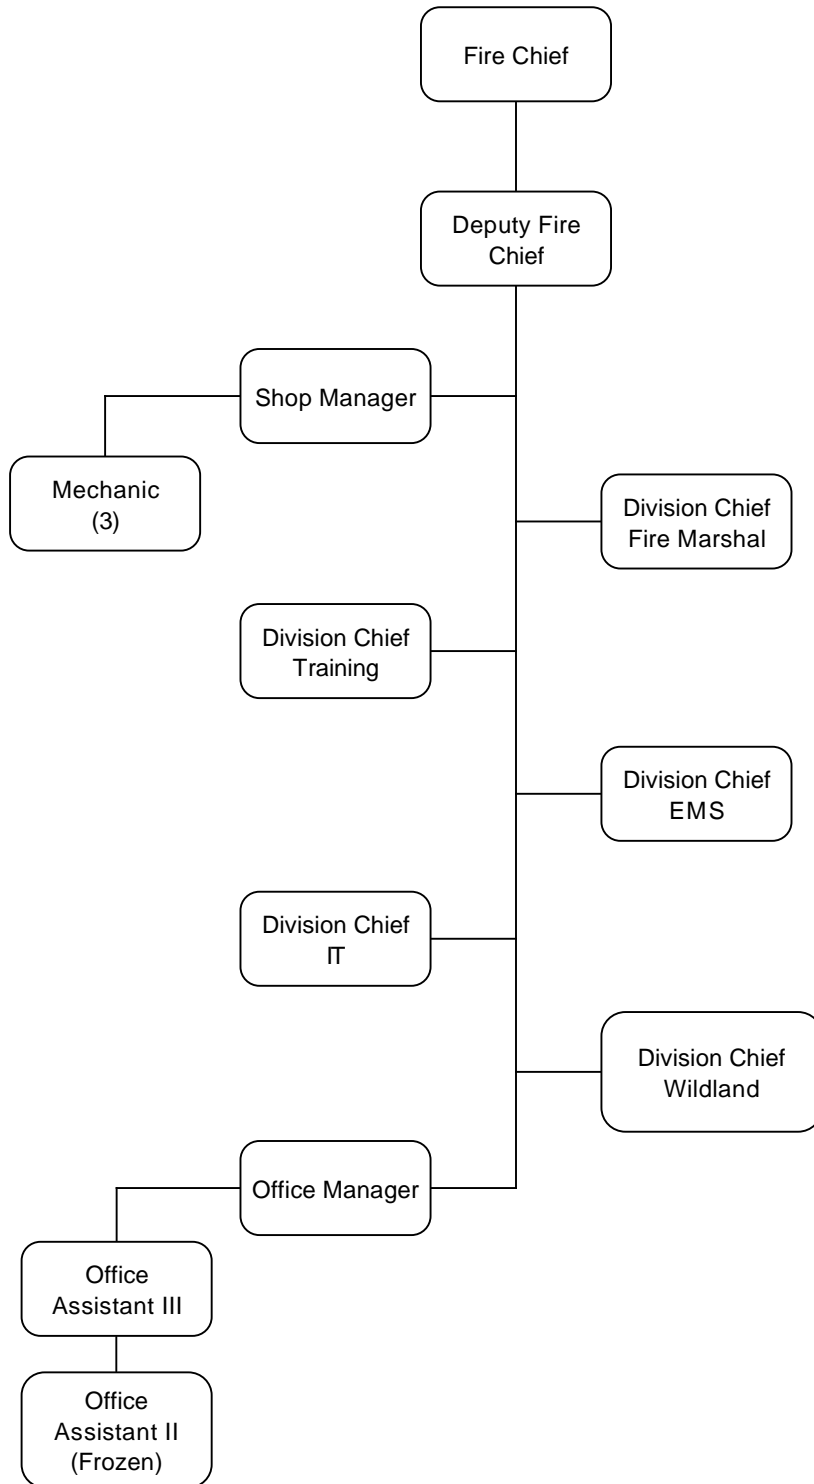 Fire Chief
Deputy Fire
Chief
Shop Manager
Mechanic
(3)
Division Chief
Fire Marshal
Division Chief
Training
Division Chief
EMS
Division Chief
IT
Division Chief
Wildland
Office Manager
Office
Assistant III
Office
Assistant II
(Frozen)